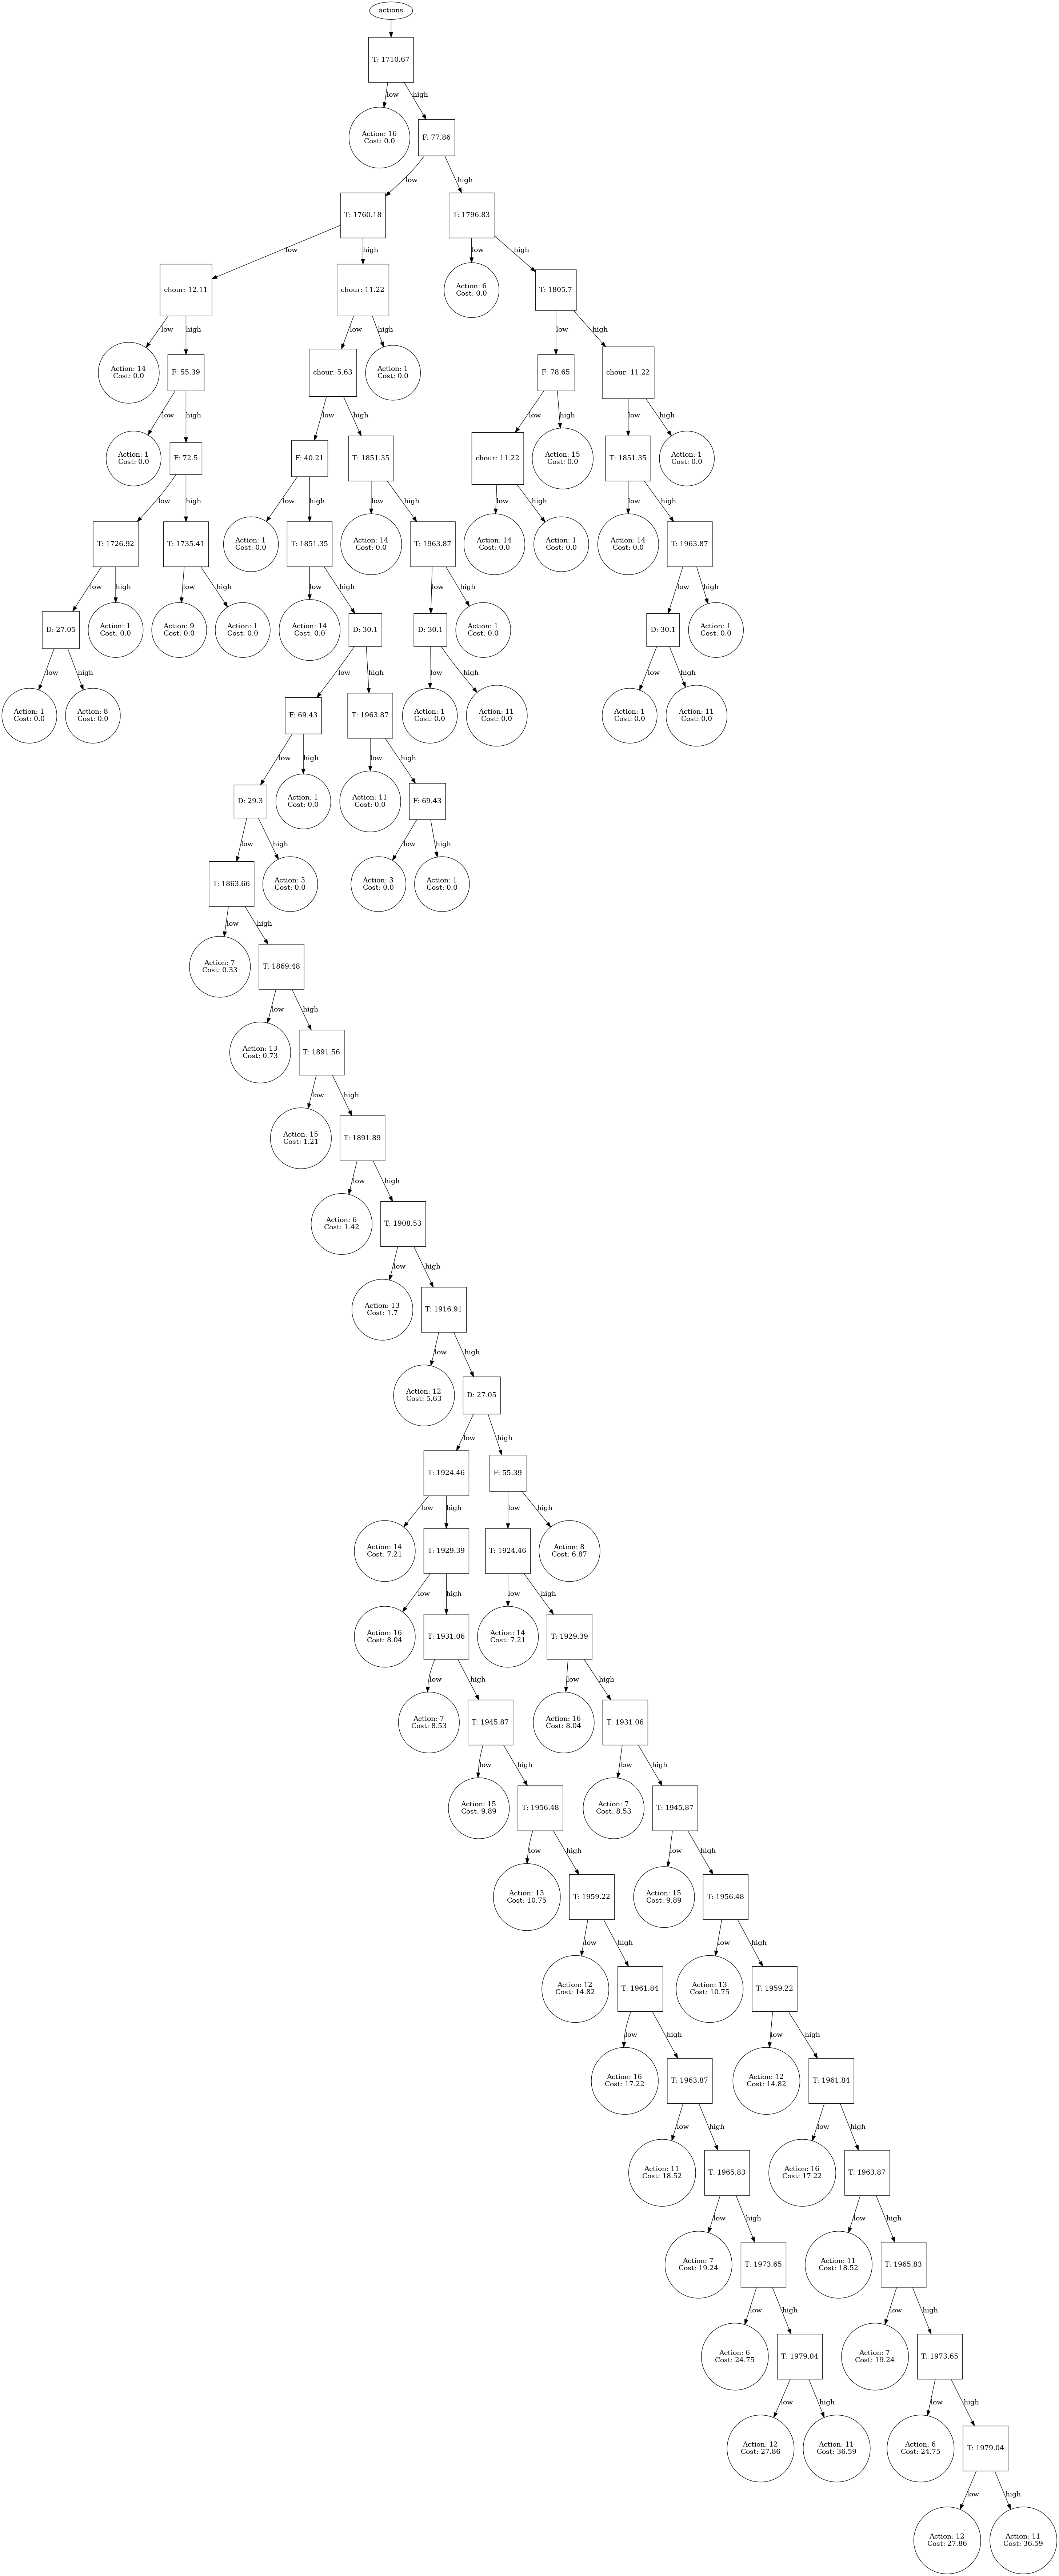 actions
T: 1710.67
low
high
Action: 16
Cost: 0.0
F: 77.86
low
high
T: 1760.18
T: 1796.83
low
high
low
high
chour: 12.11
chour: 11.22
Action: 6
Cost: 0.0
T: 1805.7
low
high
low
high
low
high
Action: 14
Cost: 0.0
F: 55.39
chour: 5.63
Action: 1
Cost: 0.0
F: 78.65
chour: 11.22
low
high
low
high
low
high
low
high
Action: 1
Cost: 0.0
F: 72.5
F: 40.21
T: 1851.35
chour: 11.22
Action: 15
Cost: 0.0
T: 1851.35
Action: 1
Cost: 0.0
low
high
low
high
low
high
low
high
low
high
T: 1726.92
T: 1735.41
Action: 1
Cost: 0.0
T: 1851.35
Action: 14
Cost: 0.0
T: 1963.87
Action: 14
Cost: 0.0
Action: 1
Cost: 0.0
Action: 14
Cost: 0.0
T: 1963.87
low
high
low
high
low
high
low
high
low
high
D: 27.05
Action: 1
Cost: 0.0
Action: 9
Cost: 0.0
Action: 1
Cost: 0.0
Action: 14
Cost: 0.0
D: 30.1
D: 30.1
Action: 1
Cost: 0.0
D: 30.1
Action: 1
Cost: 0.0
low
high
low
high
low
high
low
high
Action: 1
Cost: 0.0
Action: 8
Cost: 0.0
F: 69.43
T: 1963.87
Action: 1
Cost: 0.0
Action: 11
Cost: 0.0
Action: 1
Cost: 0.0
Action: 11
Cost: 0.0
low
high
low
high
D: 29.3
Action: 1
Cost: 0.0
Action: 11
Cost: 0.0
F: 69.43
low
high
low
high
T: 1863.66
Action: 3
Cost: 0.0
Action: 3
Cost: 0.0
Action: 1
Cost: 0.0
low
high
Action: 7
Cost: 0.33
T: 1869.48
low
high
Action: 13
Cost: 0.73
T: 1891.56
low
high
Action: 15
Cost: 1.21
T: 1891.89
low
high
Action: 6
Cost: 1.42
T: 1908.53
low
high
Action: 13
Cost: 1.7
T: 1916.91
low
high
Action: 12
Cost: 5.63
D: 27.05
low
high
T: 1924.46
F: 55.39
low
high
low
high
Action: 14
Cost: 7.21
T: 1929.39
T: 1924.46
Action: 8
Cost: 6.87
low
high
low
high
Action: 16
Cost: 8.04
T: 1931.06
Action: 14
Cost: 7.21
T: 1929.39
low
high
low
high
Action: 7
Cost: 8.53
T: 1945.87
Action: 16
Cost: 8.04
T: 1931.06
low
high
low
high
Action: 15
Cost: 9.89
T: 1956.48
Action: 7
Cost: 8.53
T: 1945.87
low
high
low
high
Action: 13
Cost: 10.75
T: 1959.22
Action: 15
Cost: 9.89
T: 1956.48
low
high
low
high
Action: 12
Cost: 14.82
T: 1961.84
Action: 13
Cost: 10.75
T: 1959.22
low
high
low
high
Action: 16
Cost: 17.22
T: 1963.87
Action: 12
Cost: 14.82
T: 1961.84
low
high
low
high
Action: 11
Cost: 18.52
T: 1965.83
Action: 16
Cost: 17.22
T: 1963.87
low
high
low
high
Action: 7
Cost: 19.24
T: 1973.65
Action: 11
Cost: 18.52
T: 1965.83
low
high
low
high
Action: 6
Cost: 24.75
T: 1979.04
Action: 7
Cost: 19.24
T: 1973.65
low
high
low
high
Action: 12
Cost: 27.86
Action: 11
Cost: 36.59
Action: 6
Cost: 24.75
T: 1979.04
low
high
Action: 12
Cost: 27.86
Action: 11
Cost: 36.59